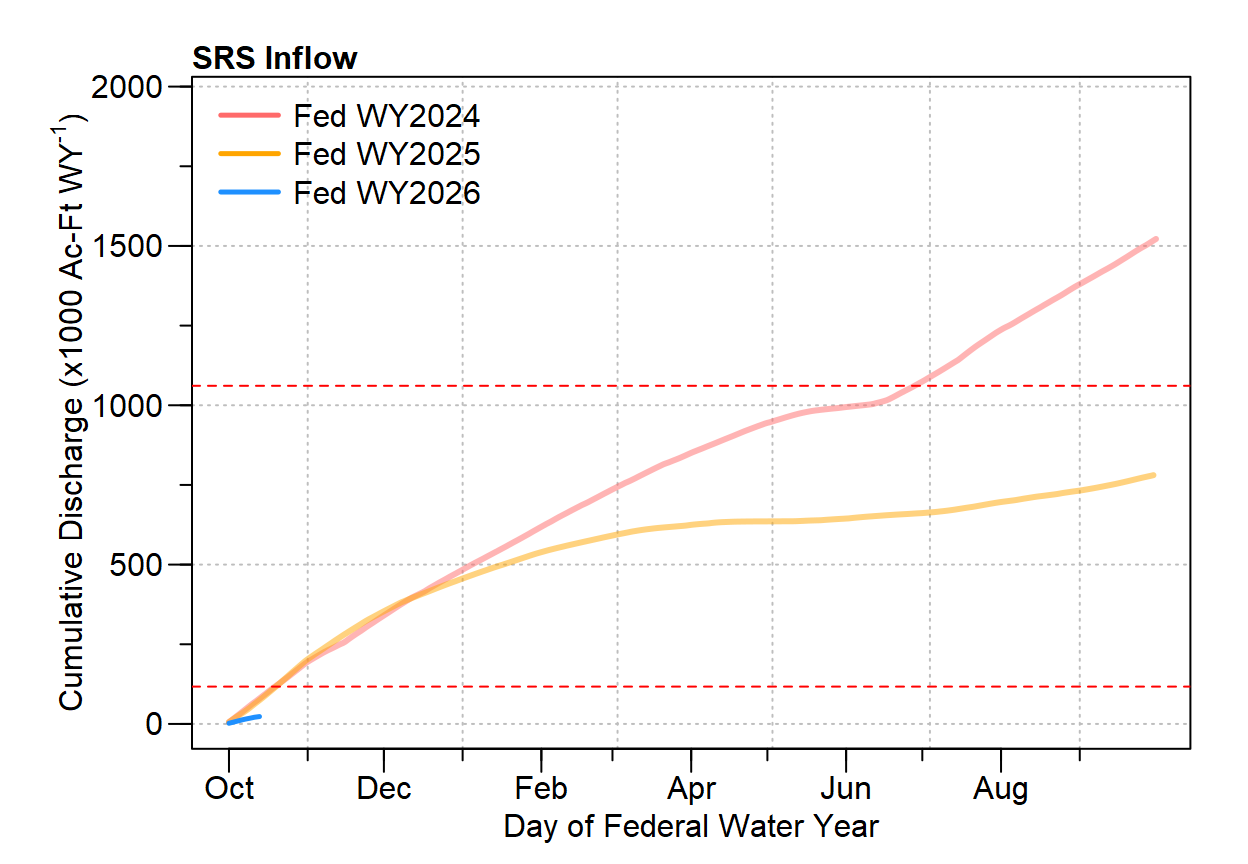 SRS Inflow
Cumulative Discharge (x1000 Ac-Ft WY⁻¹)
2000
1500
1000
500
0
Fed WY2024
Fed WY2025
Fed WY2026
Oct Dec Feb Apr Jun Aug
Day of Federal Water Year